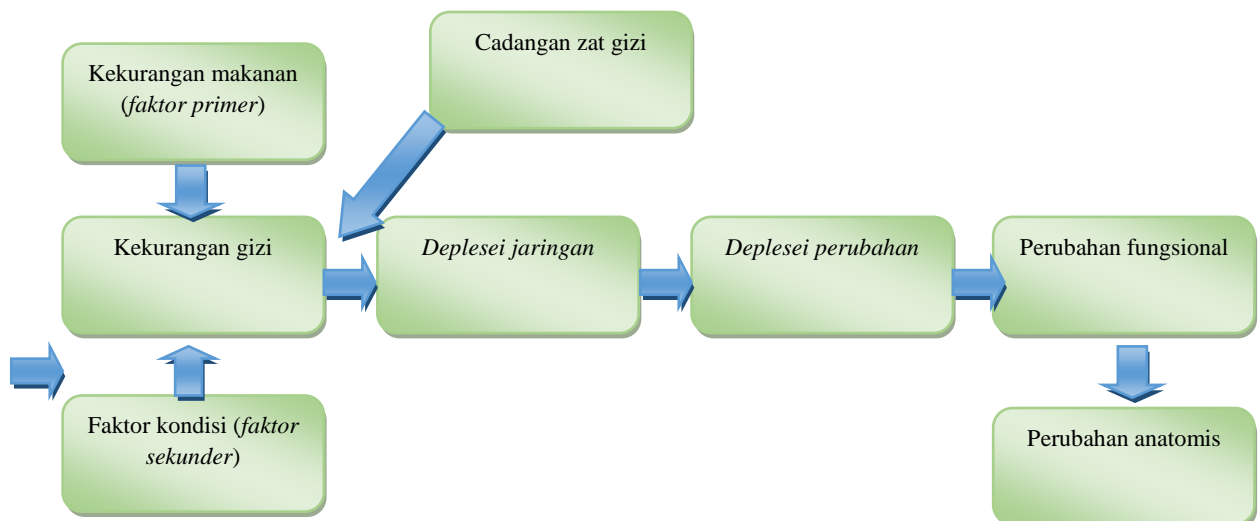 Cadangan zat gizi
Kekurangan makanan
(faktor primer)
Kekurangan gizi
Deplesei jaringan
Deplesei perubahan
Perubahan fungsional
Faktor kondisi (faktor
sekunder)
Perubahan anatomis